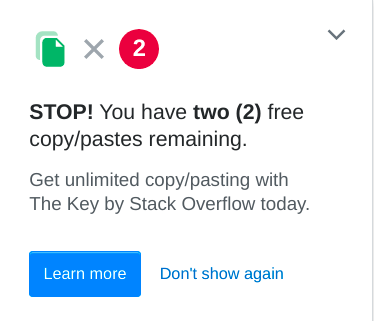 2
STOP! You have two (2) free
copy/pastes remaining.
Get unlimited copy/pasting with
The Key by Stack Overflow today.
Learn more
Don't show again